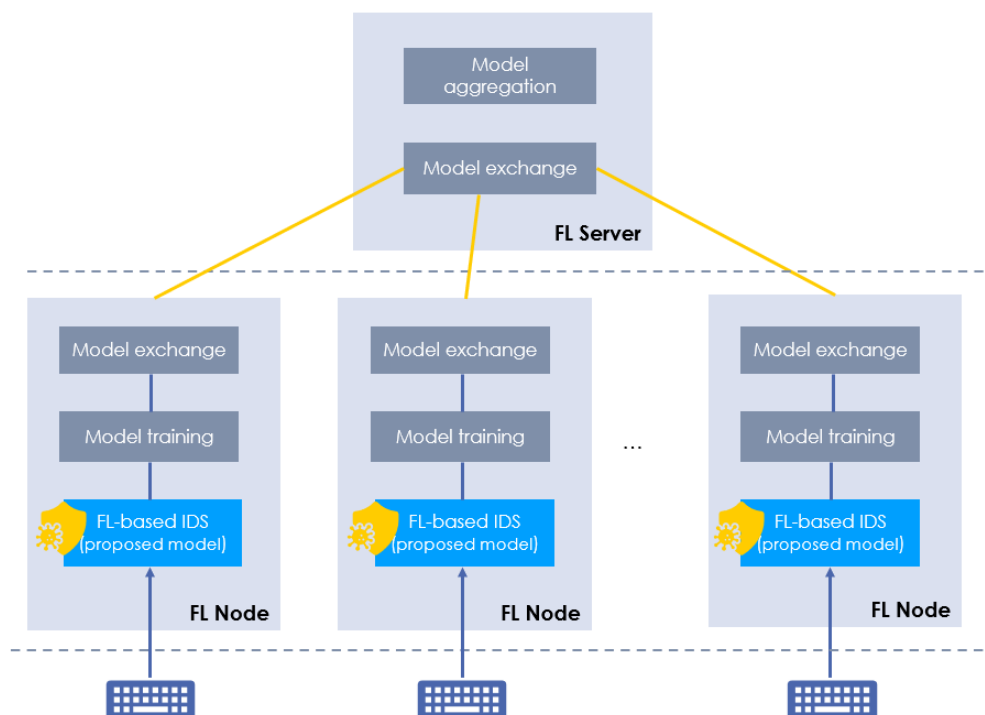 Model
aggregation
Model exchange
FL Server
Model exchange
Model training
FL-based IDS
(proposed model)
FL Node
Model exchange
Model training
FL-based IDS
(proposed model)
FL Node
...
Model exchange
Model training
FL-based IDS
(proposed model)
FL Node